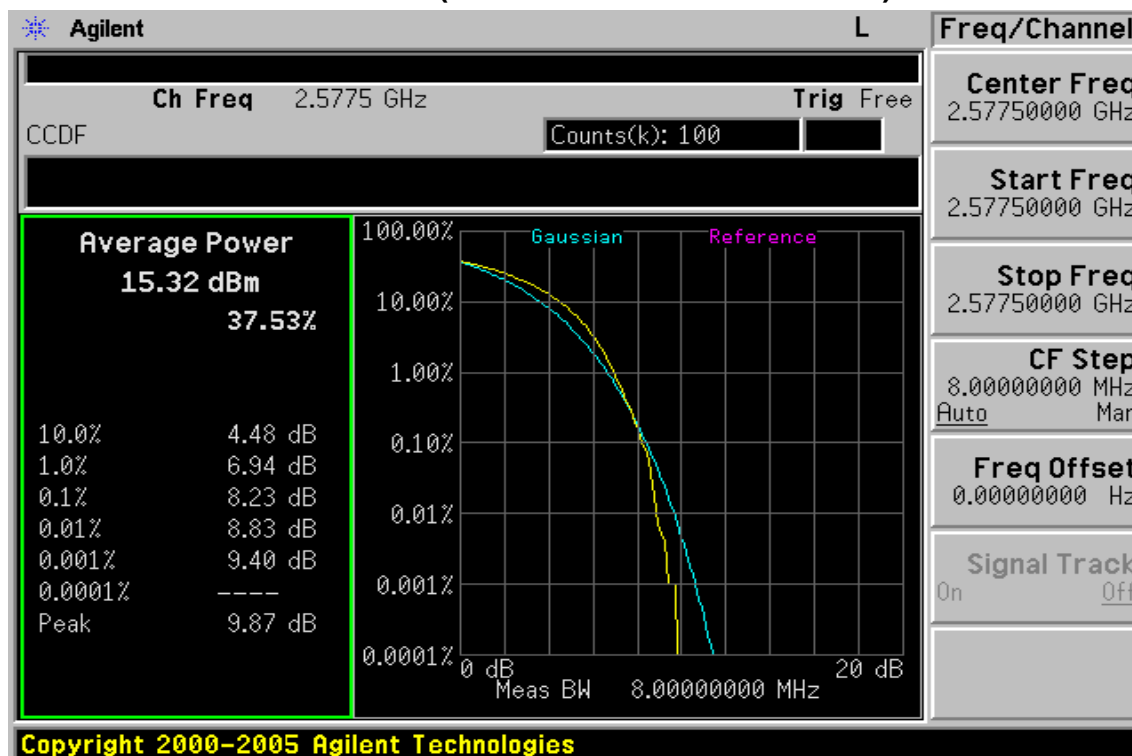 Agilent L Freq/Channel
Ch Freq 2.5775 GHz Trig Free
CCDF Counts(k): 100
Average Power
15.32 dBm
37.53%
10.0% 4.48 dB
1.0% 6.94 dB
0.1% 8.23 dB
0.01% 8.83 dB
0.001% 9.40 dB
0.0001% ----
Peak 9.87 dB
Gaussian Reference
100.00%
10.00%
1.00%
0.10%
0.01%
0.001%
0.0001%
0 dB 20 dB
Meas BW 8.00000000 MHz
Center Freq
2.57750000 GHz
Start Freq
2.57750000 GHz
Stop Freq
2.57750000 GHz
CF Step
8.00000000 MHz
Auto Man
Freq Offset
0.00000000 Hz
Signal Track
On Off
Copyright 2000-2005 Agilent Technologies